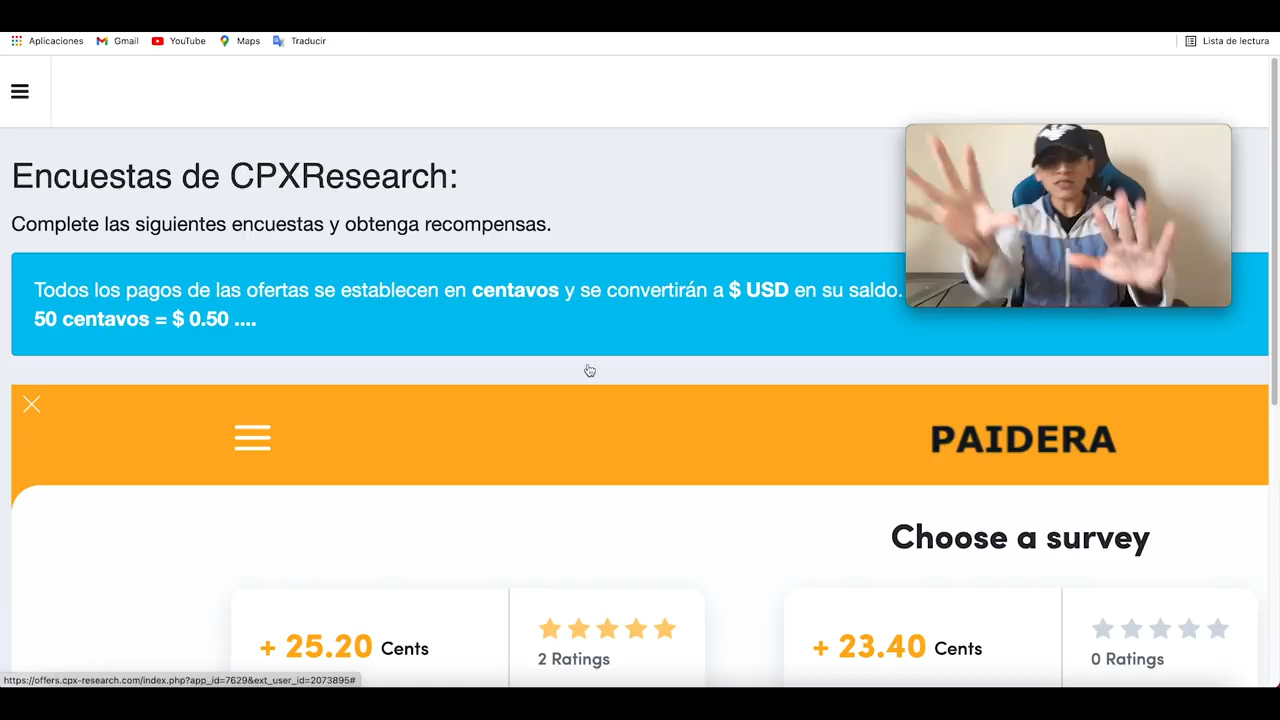 Aplicaciones Gmail YouTube Maps Traducir Lista de lectura
Encuestas de CPXResearch:
Complete las siguientes encuestas y obtenga recompensas.
Todos los pagos de las ofertas se establecen en centavos y se convertirán a $ USD en su saldo.
50 centavos = $ 0.50 ....
PAIDERA
Choose a survey
+ 25.20 Cents
2 Ratings
+ 23.40 Cents
0 Ratings
https://offers.cpx-research.com/index.php?app_id=7629&ext_user_id=2073895#